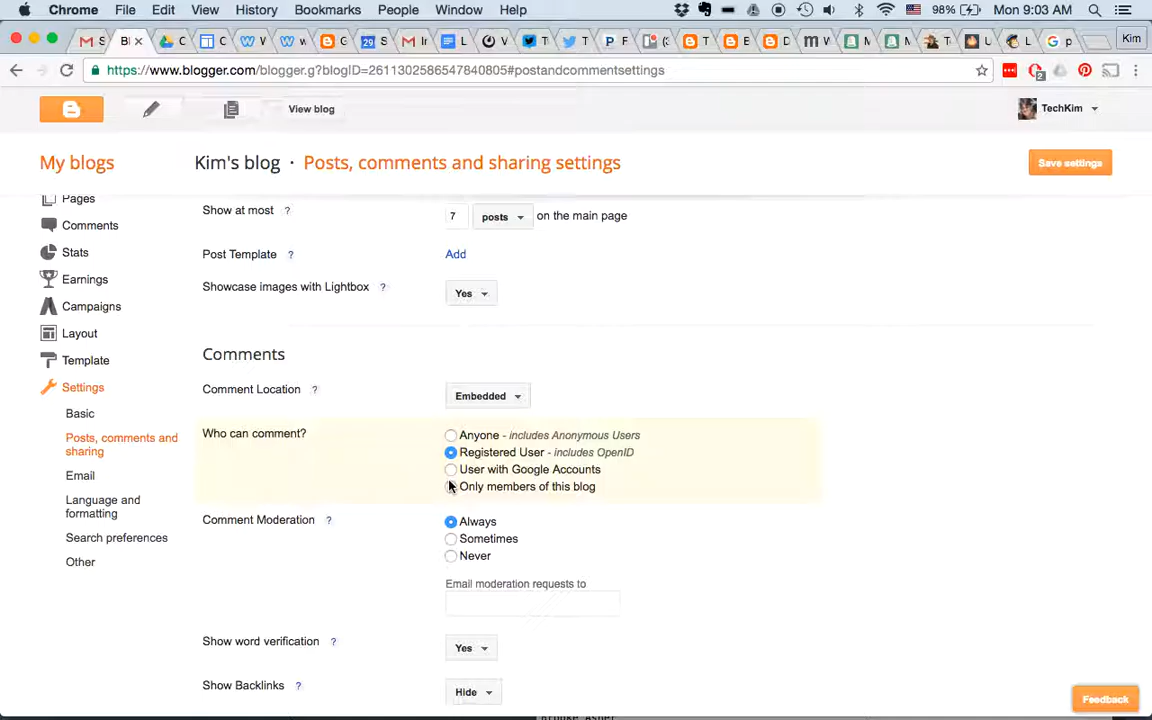 Chrome File Edit View History Bookmarks People Window Help 98% Mon 9:03 AM
M S Bl C C W w G 29 S M In L V T T P F (3 T E D W M M T U L p Kim
https://www.blogger.com/blogger.g?blogID=2611302586547840805#postandcommentsettings 2
View blog TechKim
My blogs Kim's blog · Posts, comments and sharing settings Save settings
Pages
Show at most ? 7 posts on the main page
Comments
Stats
Post Template ? Add
Earnings
Showcase images with Lightbox ? Yes
Campaigns
Layout
Template
Comments
Settings
Comment Location ? Embedded
Basic
Posts, comments and
sharing
Who can comment? Anyone - includes Anonymous Users
Registered User - includes OpenID
User with Google Accounts
Only members of this blog
Email
Language and
formatting
Search preferences
Other
Comment Moderation ? Always
Sometimes
Never
Email moderation requests to
Show word verification ? Yes
Show Backlinks ? Hide
Feedback